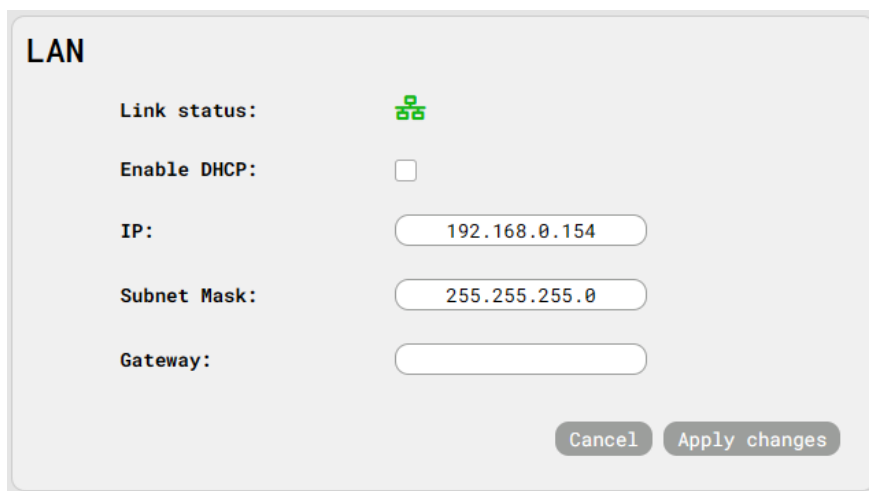 LAN
Link status:
Enable DHCP:
IP: 192.168.0.154
Subnet Mask: 255.255.255.0
Gateway:
Cancel Apply changes